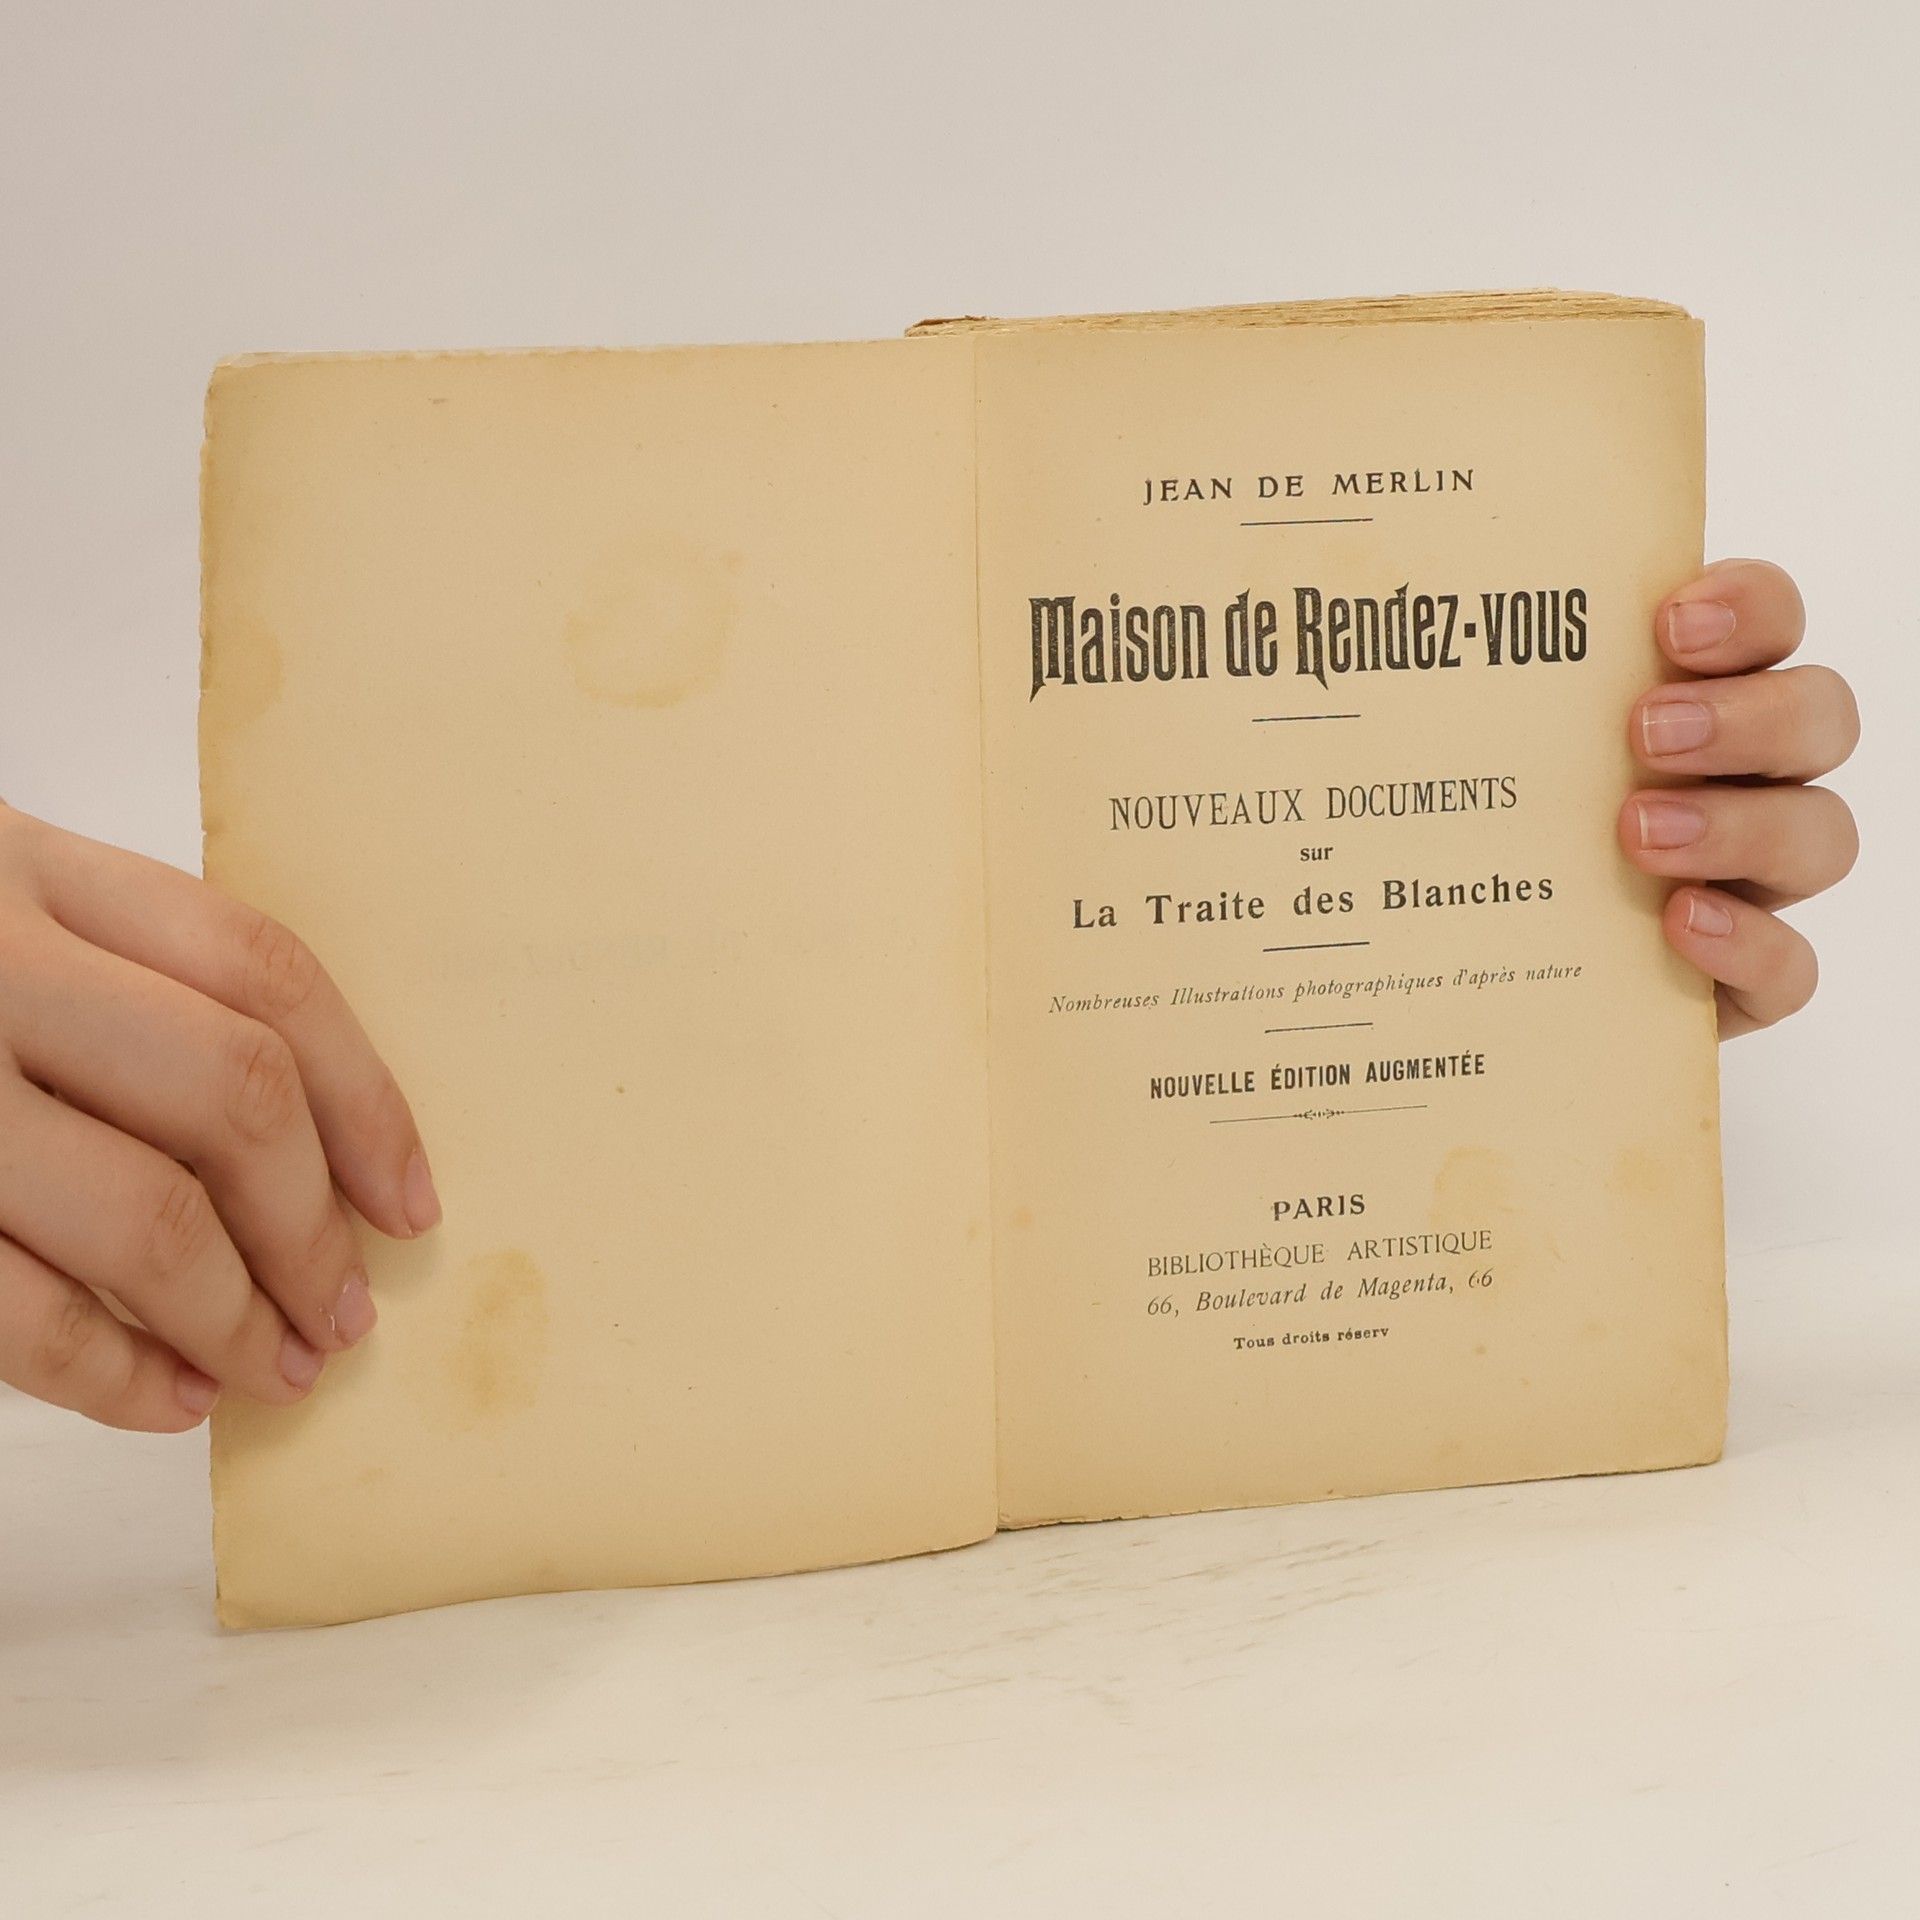 JEAN DE MERLIN
Maison de Rendez-vous
NOUVEAUX DOCUMENTS
sur
La Traite des Blanches
Nombreuses Illustrations photographiques d'après nature
NOUVELLE ÉDITION AUGMENTÉE
PARIS
BIBLIOTHÈQUE ARTISTIQUE
66, Boulevard de Magenta, 66
Tous droits réserv